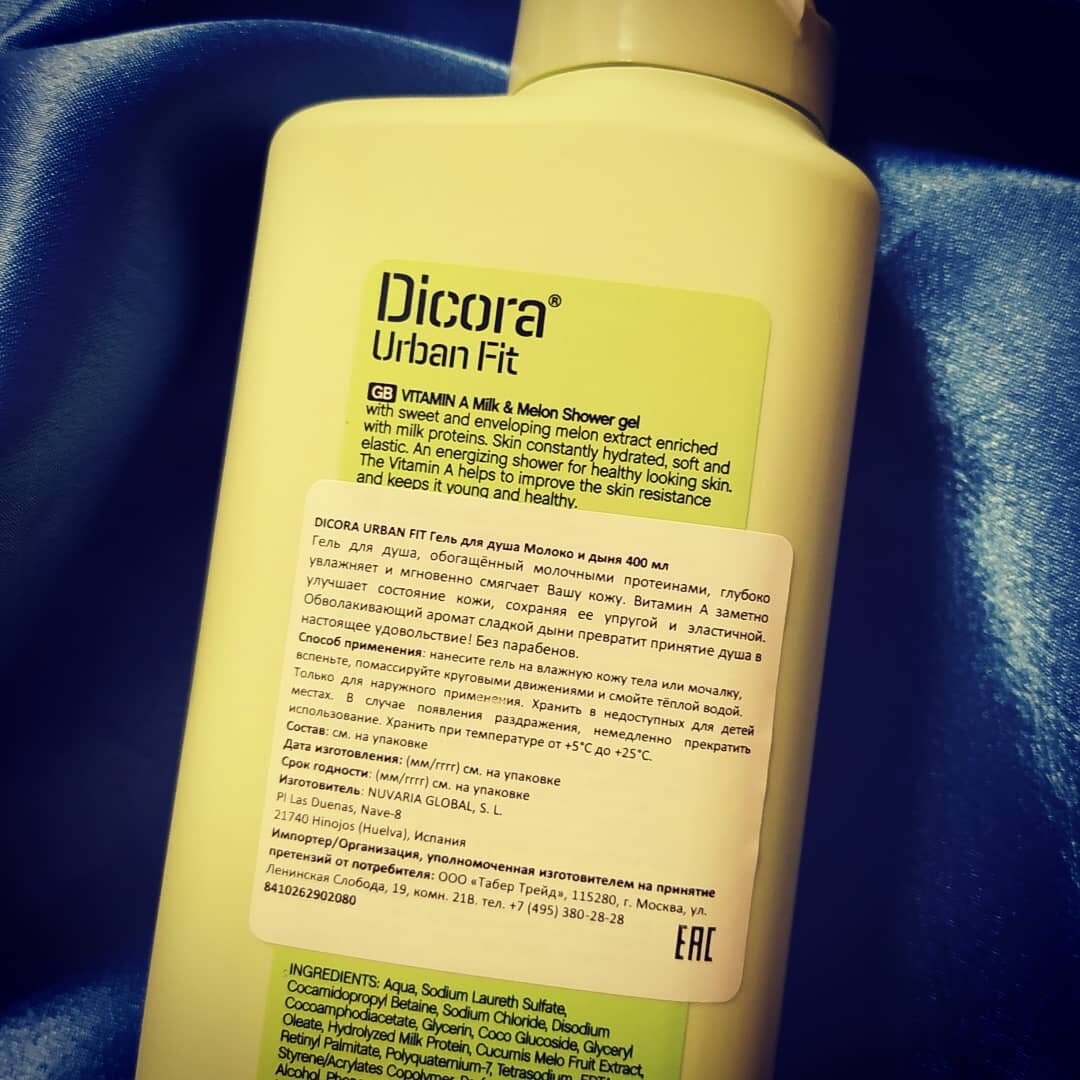 Dicora®
Urban Fit
GB VITAMIN A Milk & Melon Shower gel
with sweet and enveloping melon extract enriched
with milk proteins. Skin constantly hydrated, soft and
elastic. An energizing shower for healthy looking skin.
The Vitamin A helps to improve the skin resistance
and keeps it young and healthy.
DICORA URBAN FIT Гель для душа Молоко и дыня 400 мл
Гель для душа, обогащённый молочными протеинами, глубоко
увлажняет и мгновенно смягчает Вашу кожу. Витамин А заметно
улучшает состояние кожи, сохраняя ее упругой и эластичной.
Обволакивающий аромат сладкой дыни превратит принятие душа в
настоящее удовольствие! Без парабенов.
Способ применения: нанесите гель на влажную кожу тела или мочалку,
вспеньте, помассируйте круговыми движениями и смойте тёплой водой.
Только для наружного применения. Хранить в недоступных для детей
местах. В случае появления раздражения, немедленно прекратить
использование. Хранить при температуре от +5°С до +25°С.
Состав: см. на упаковке
Дата изготовления: (мм/гггг) см. на упаковке
Срок годности: (мм/гггг) см. на упаковке
Изготовитель: NUVARIA GLOBAL, S. L.
PI Las Duenas, Nave-8
21740 Hinojos (Huelva), Испания
Импортер/Организация, уполномоченная изготовителем на принятие
претензий от потребителя: ООО «Табер Трейд», 115280, г. Москва, ул.
Ленинская Слобода, 19, комн. 21В. тел. +7 (495) 380-28-28
8410262902080
EAC
INGREDIENTS: Aqua, Sodium Laureth Sulfate,
Cocamidopropyl Betaine, Sodium Chloride, Disodium
Cocoamphodiacetate, Glycerin, Coco Glucoside, Glyceryl
Oleate, Hydrolyzed Milk Protein, Cucumis Melo Fruit Extract,
Retinyl Palmitate, Polyquaternium-7, Tetrasodium EDTA,
Styrene/Acrylates Copolymer,
Alcohol,